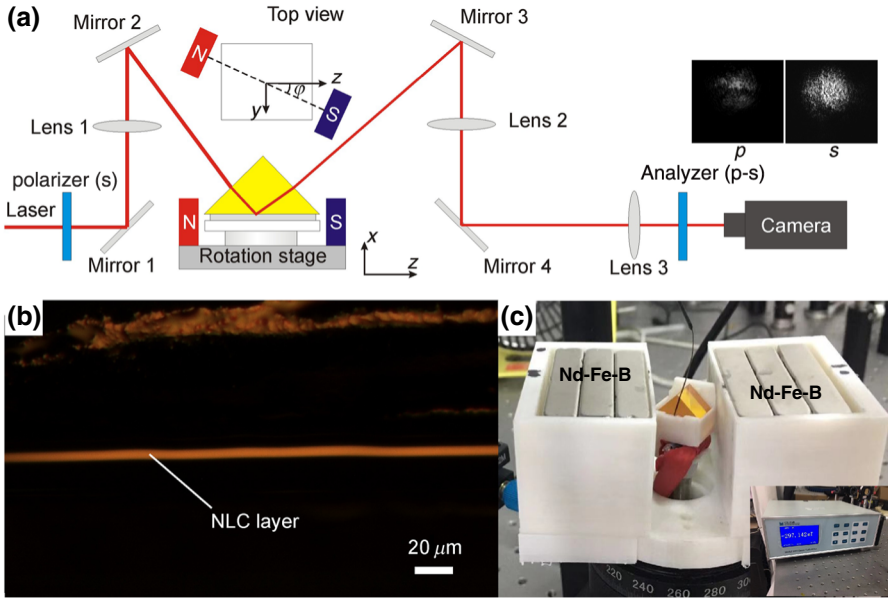 (a)
Mirror 2
Top view
Mirror 3
N
z
φ
y
S
Lens 1
Lens 2
p
s
polarizer (s)
Analyzer (p-s)
Laser
N
S
Camera
x
Mirror 1
Rotation stage
z
Mirror 4
Lens 3
(b)
NLC layer
20 μm
(c)
Nd-Fe-B
Nd-Fe-B
220
240
260
280